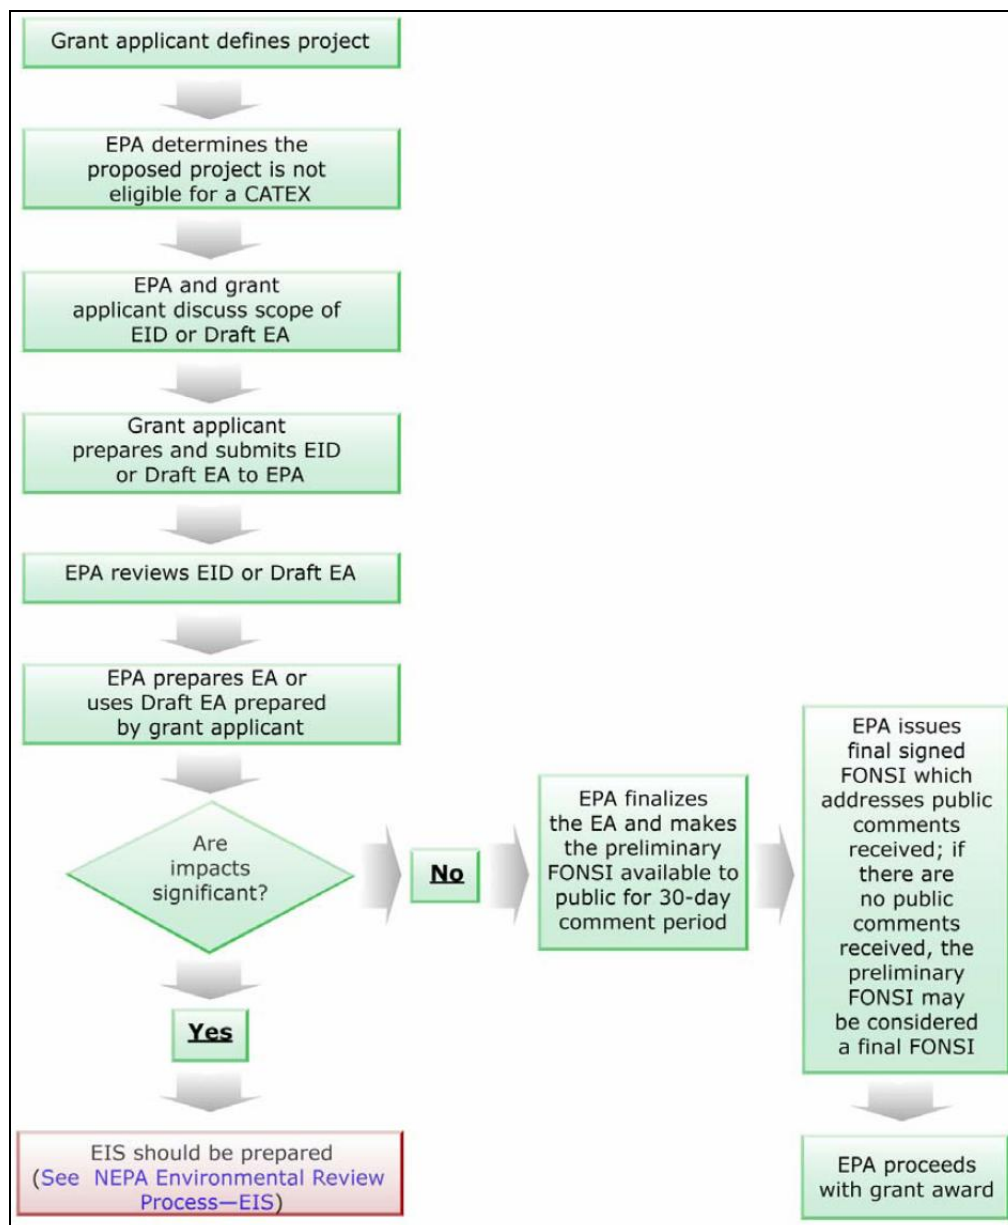 Grant applicant defines project
EPA determines the
proposed project is not
eligible for a CATEX
EPA and grant
applicant discuss scope of
EID or Draft EA
Grant applicant
prepares and submits EID
or Draft EA to EPA
EPA reviews EID or Draft EA
EPA prepares EA or
uses Draft EA prepared
by grant applicant
Are
impacts
significant?
No
EPA finalizes
the EA and makes
the preliminary
FONSI available to
public for 30-day
comment period
EPA issues
final signed
FONSI which
addresses public
comments
received; if
there are
no public
comments
received, the
preliminary
FONSI may
be considered
a final FONSI
Yes
EIS should be prepared
(See NEPA Environmental Review
Process—EIS)
EPA proceeds
with grant award